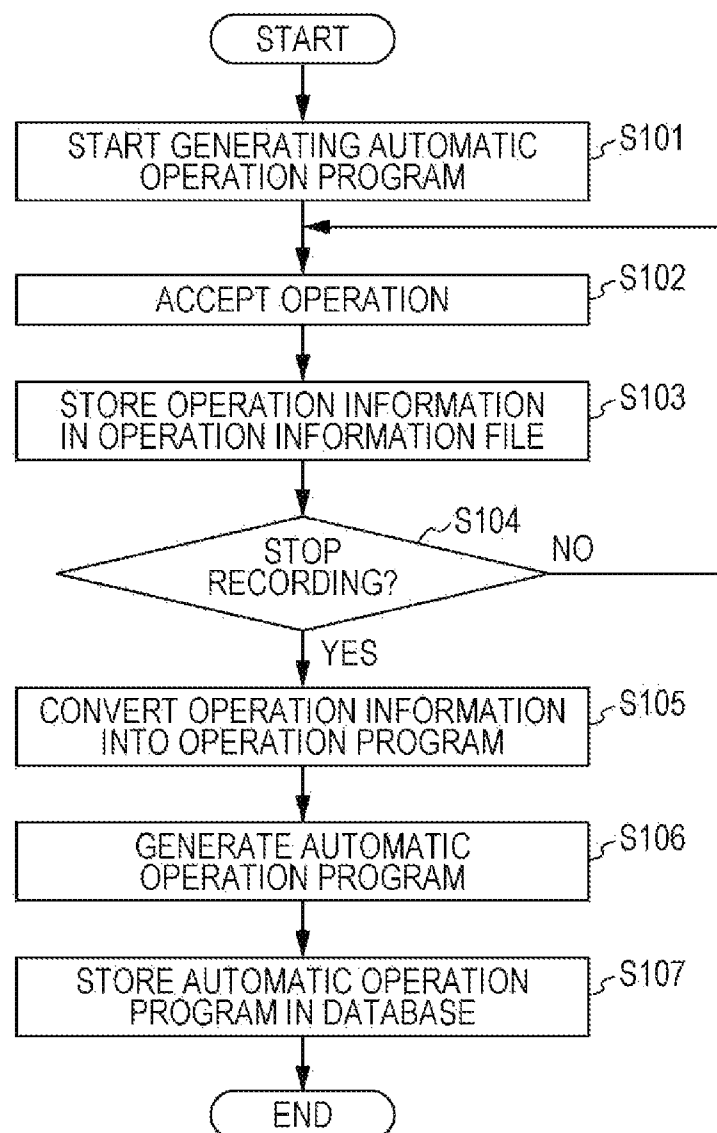 START
START GENERATING AUTOMATIC
OPERATION PROGRAM
S101
ACCEPT OPERATION
S102
STORE OPERATION INFORMATION
IN OPERATION INFORMATION FILE
S103
STOP
RECORDING?
S104
NO
YES
CONVERT OPERATION INFORMATION
INTO OPERATION PROGRAM
S105
GENERATE AUTOMATIC
OPERATION PROGRAM
S106
STORE AUTOMATIC OPERATION
PROGRAM IN DATABASE
S107
END